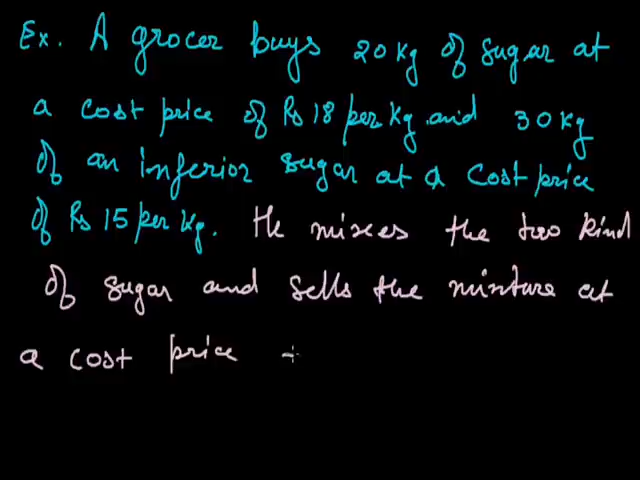 Ex. A grocer buys 20 Kg of sugar at
a cost price of Rs 18 per Kg and 30 Kg
of an inferior sugar at a cost price
of Rs 15 per Kg. He mixes the two kind
of sugar and sells the mixture at
a cost price